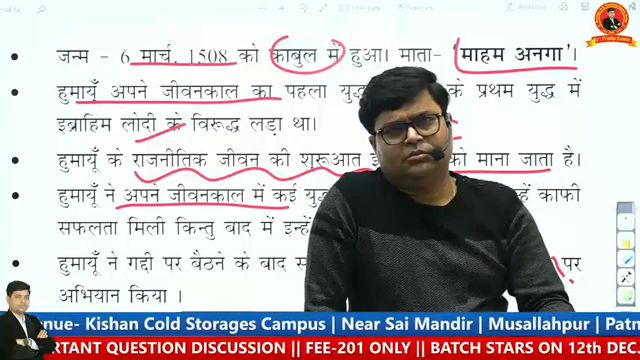 जन्म - 6 मार्च, 1508 को काबुल में हुआ। माता- 'माहम अनगा'।
हुमायूँ अपने जीवनकाल का पहला युद्ध के प्रथम युद्ध में
इब्राहिम लोदी के विरूद्ध लड़ा था।
हुमायूँ के राजनीतिक जीवन की शुरूआत को माना जाता है।
हुमायूँ ने अपने जीवनकाल में कई युद्ध काफी
सफलता मिली किन्तु बाद में इन्हें
हुमायूँ ने गद्दी पर बैठने के बाद पर
अभियान किया ।
nue- Kishan Cold Storages Campus | Near Sai Mandir | Musallahpur | Patn
RTANT QUESTION DISCUSSION || FEE-201 ONLY || BATCH STARS ON 12th DEC